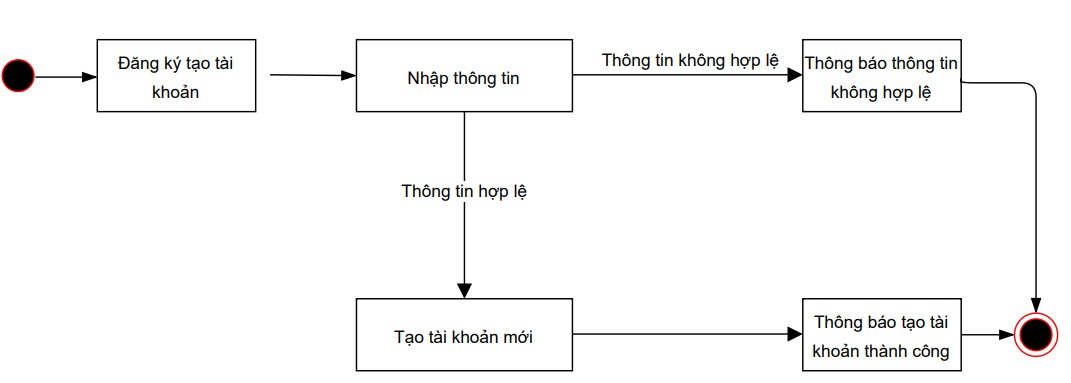 Đăng ký tạo tài
khoản
Nhập thông tin
Thông tin không hợp lệ
Thông báo thông tin
không hợp lệ
Thông tin hợp lệ
Tạo tài khoản mới
Thông báo tạo tài
khoản thành công